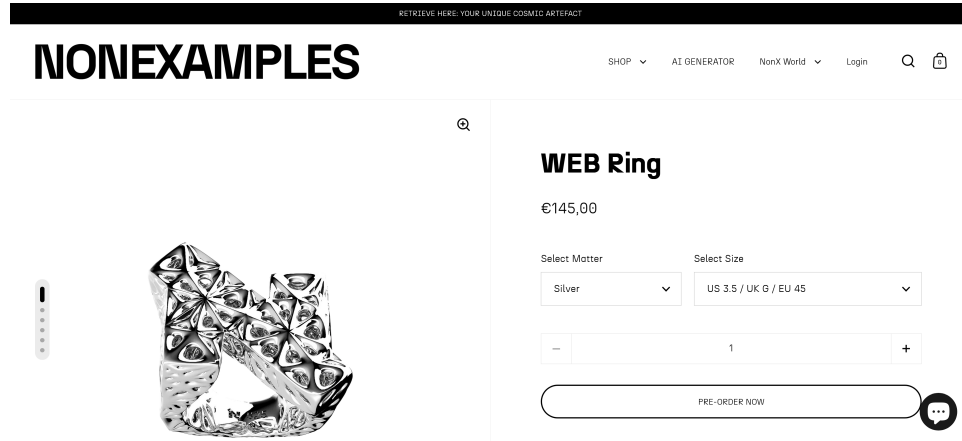 RETRIEVE HERE: YOUR UNIQUE COSMIC ARTEFACT
NONEXAMPLES
SHOP AI GENERATOR NonX World Login 0
WEB Ring
€145,00
Select Matter Select Size
Silver US 3.5 / UK G / EU 45
1
PRE-ORDER NOW